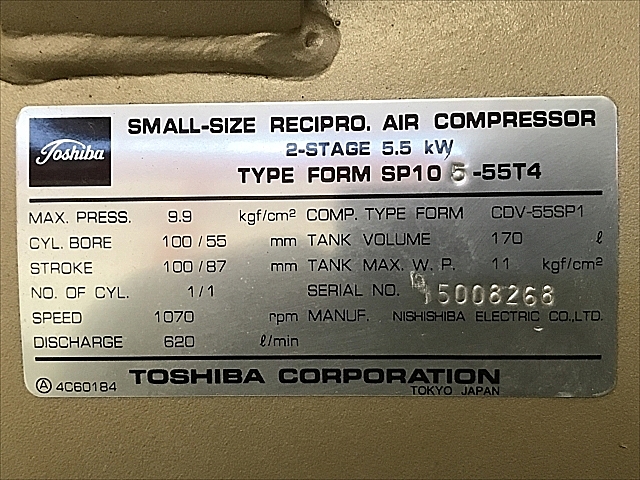 Toshiba
SMALL-SIZE RECIPRO. AIR COMPRESSOR
2-STAGE 5.5 kW
TYPE FORM SP10 5 -55T4
MAX. PRESS. 9.9 kgf/cm² COMP. TYPE FORM CDV-55SP1
CYL. BORE 100/55 mm TANK VOLUME 170 ℓ
STROKE 100/87 mm TANK MAX. W. P. 11 kgf/cm²
NO. OF CYL. 1/1 SERIAL NO. 15008268
SPEED 1070 rpm MANUF. NISHISHIBA ELECTRIC CO.,LTD.
DISCHARGE 620 ℓ/min
Ⓐ 4C60184 TOSHIBA CORPORATION
TOKYO JAPAN